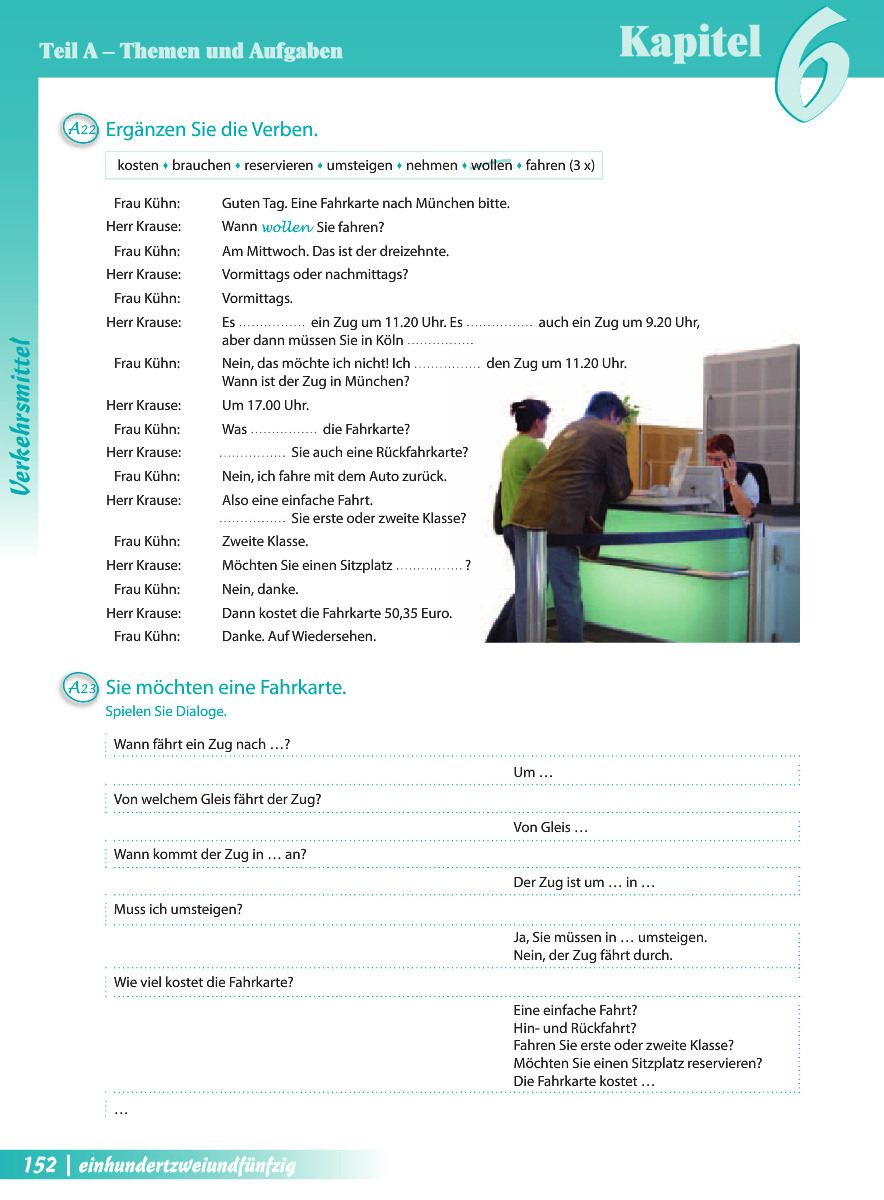 Teil A – Themen und Aufgaben
Kapitel 6
Verkehrsmittel
A22 Ergänzen Sie die Verben.
kosten ♦ brauchen ♦ reservieren ♦ umsteigen ♦ nehmen ♦ wollen ♦ fahren (3 x)
Frau Kühn: Guten Tag. Eine Fahrkarte nach München bitte.
Herr Krause: Wann wollen Sie fahren?
Frau Kühn: Am Mittwoch. Das ist der dreizehnte.
Herr Krause: Vormittags oder nachmittags?
Frau Kühn: Vormittags.
Herr Krause: Es ................ ein Zug um 11.20 Uhr. Es ................ auch ein Zug um 9.20 Uhr,
aber dann müssen Sie in Köln ................
Frau Kühn: Nein, das möchte ich nicht! Ich ................ den Zug um 11.20 Uhr.
Wann ist der Zug in München?
Herr Krause: Um 17.00 Uhr.
Frau Kühn: Was ................ die Fahrkarte?
Herr Krause: ................ Sie auch eine Rückfahrkarte?
Frau Kühn: Nein, ich fahre mit dem Auto zurück.
Herr Krause: Also eine einfache Fahrt.
................ Sie erste oder zweite Klasse?
Frau Kühn: Zweite Klasse.
Herr Krause: Möchten Sie einen Sitzplatz ................ ?
Frau Kühn: Nein, danke.
Herr Krause: Dann kostet die Fahrkarte 50,35 Euro.
Frau Kühn: Danke. Auf Wiedersehen.
A23 Sie möchten eine Fahrkarte.
Spielen Sie Dialoge.
Wann fährt ein Zug nach …?
Um …
Von welchem Gleis fährt der Zug?
Von Gleis …
Wann kommt der Zug in … an?
Der Zug ist um … in …
Muss ich umsteigen?
Ja, Sie müssen in … umsteigen.
Nein, der Zug fährt durch.
Wie viel kostet die Fahrkarte?
Eine einfache Fahrt?
Hin- und Rückfahrt?
Fahren Sie erste oder zweite Klasse?
Möchten Sie einen Sitzplatz reservieren?
Die Fahrkarte kostet …
…
152 | einhundertzweiundfünfzig